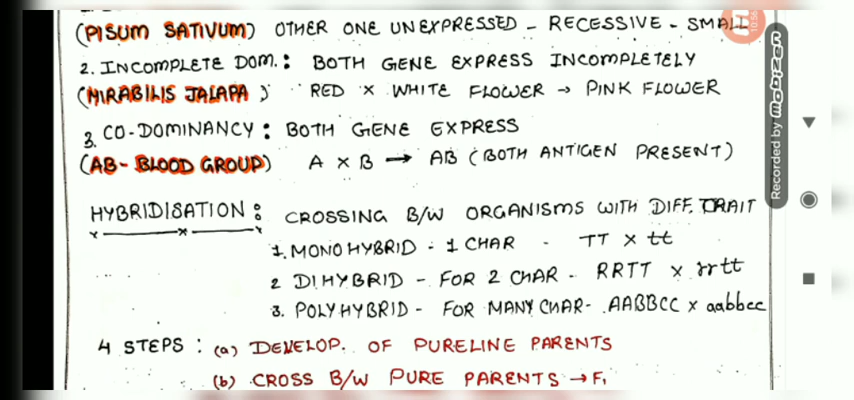 (PISUM SATIVUM) OTHER ONE UNEXPRESSED - RECESSIVE - SMALL
2. INCOMPLETE DOM. : BOTH GENE EXPRESS INCOMPLETELY
(MIRABILIS JALAPA) RED X WHITE FLOWER → PINK FLOWER
3. CO-DOMINANCY : BOTH GENE EXPRESS
(AB- BLOOD GROUP) A X B → AB (BOTH ANTIGEN PRESENT)
HYBRIDISATION : CROSSING B/W ORGANISMS WITH DIFF. TRAIT
1. MONOHYBRID - 1 CHAR - TT X tt
2 DIHYBRID - FOR 2 CHAR - RRTT X rrtt
3. POLYHYBRID - FOR MANY CHAR- AABBCC X aabbcc
4 STEPS : (a) DEVELOP. OF PURELINE PARENTS
(b) CROSS B/W PURE PARENTS → F₁
Recorded by